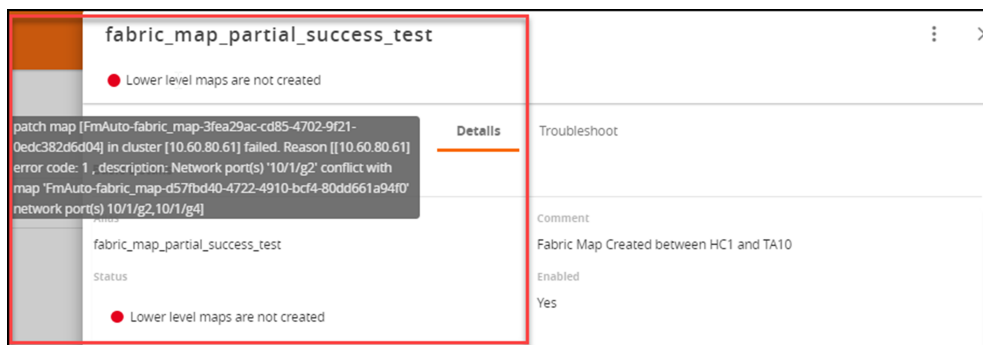 fabric_map_partial_success_test
Lower level maps are not created
patch map [FmAuto-fabric_map-3fea29ac-cd85-4702-9f21-
0edc382d6d04] in cluster [10.60.80.61] failed. Reason [[10.60.80.61]
error code: 1 , description: Network port(s) '10/1/g2' conflict with
map 'FmAuto-fabric_map-d57fbd40-4722-4910-bcf4-80dd661a94f0'
network port(s) 10/1/g2,10/1/g4]
Details
Troubleshoot
Alias
Comment
fabric_map_partial_success_test
Fabric Map Created between HC1 and TA10
Status
Enabled
Yes
Lower level maps are not created